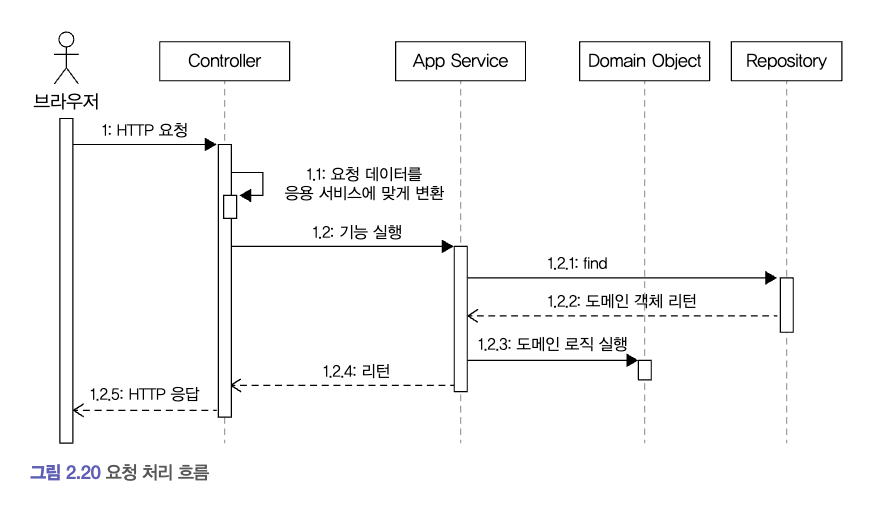 Controller
App Service
Domain Object
Repository
브라우저
1: HTTP 요청
1.1: 요청 데이터를
응용 서비스에 맞게 변환
1.2: 기능 실행
1.2.1: find
1.2.2: 도메인 객체 리턴
1.2.3: 도메인 로직 실행
1.2.4: 리턴
1.2.5: HTTP 응답
그림 2.20 요청 처리 흐름